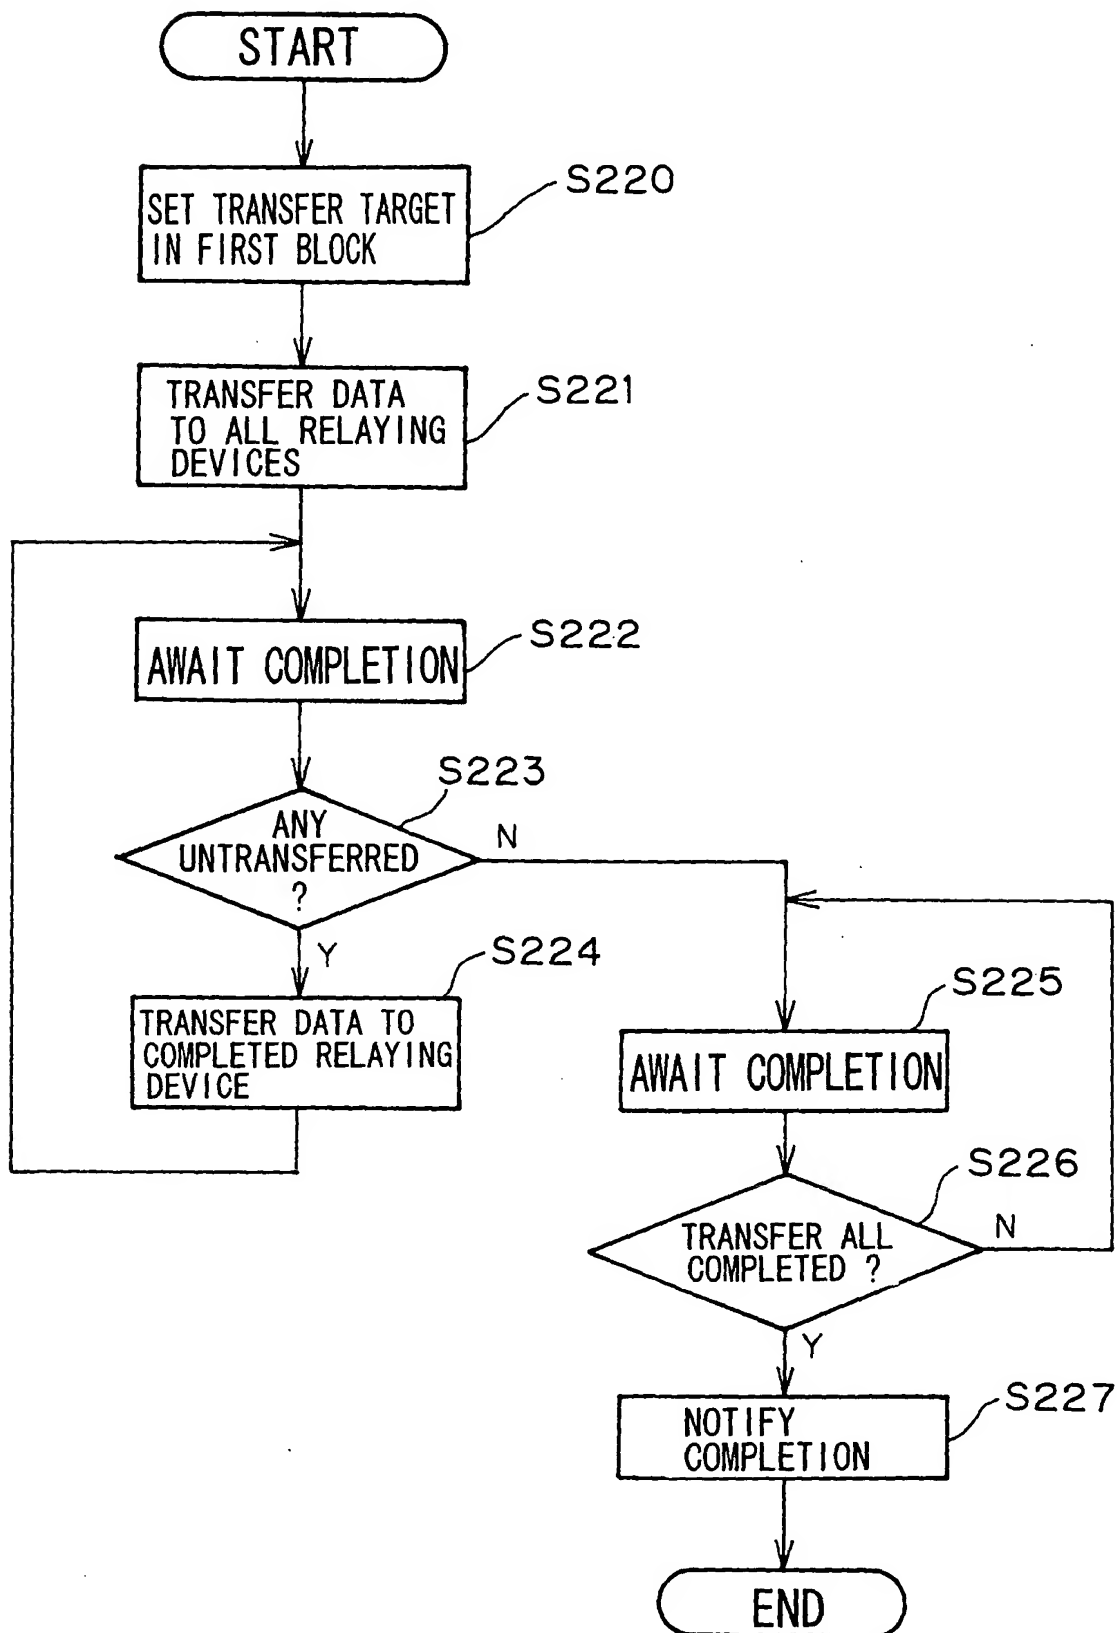 START
S220
SET TRANSFER TARGET
IN FIRST BLOCK
S221
TRANSFER DATA
TO ALL RELAYING
DEVICES
S222
AWAIT COMPLETION
S223
ANY
UNTRANSFERRED
?
N
Y
S224
TRANSFER DATA TO
COMPLETED RELAYING
DEVICE
S225
AWAIT COMPLETION
S226
TRANSFER ALL
COMPLETED ?
N
Y
S227
NOTIFY
COMPLETION
END